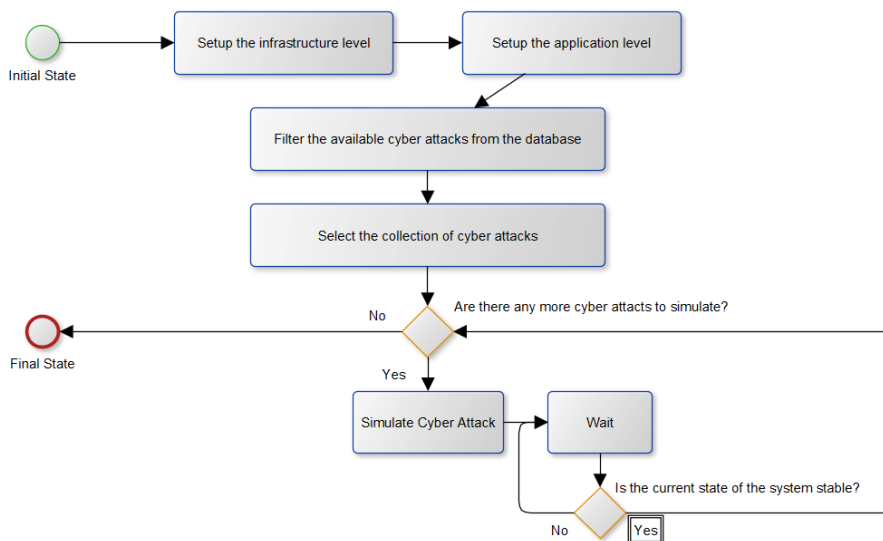 Setup the infrastructure level
Setup the application level
Initial State
Filter the available cyber attacks from the database
Select the collection of cyber attacks
Are there any more cyber attacts to simulate?
No
Final State
Yes
Simulate Cyber Attack
Wait
Is the current state of the system stable?
No
Yes